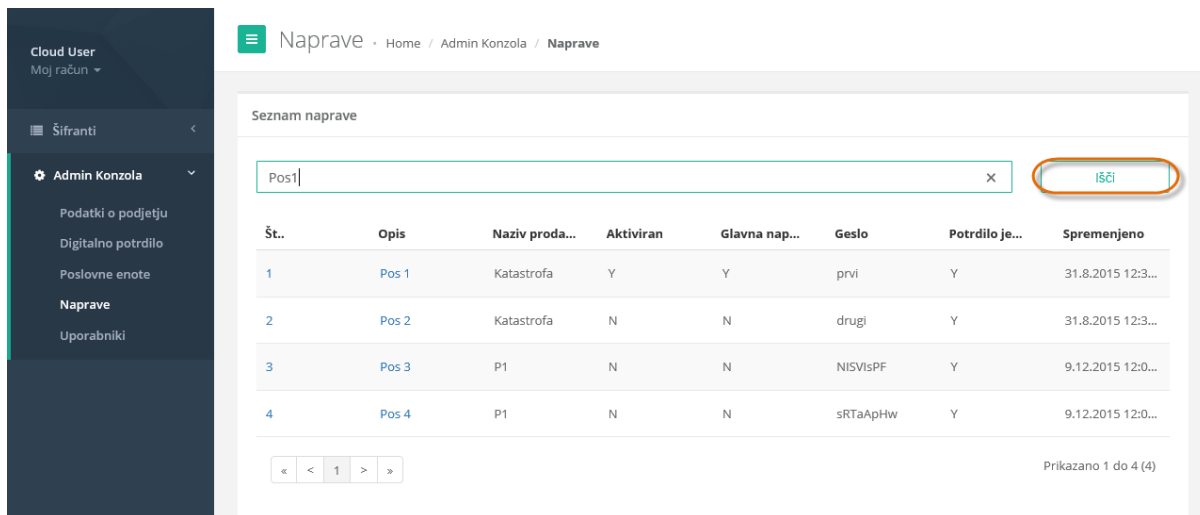 Cloud User
Moj račun
Šifranti
Admin Konzola
Podatki o podjetju
Digitalno potrdilo
Poslovne enote
Naprave
Uporabniki
Naprave • Home / Admin Konzola / Naprave
Seznam naprave
Pos1 × Išči
Št.. Opis Naziv proda... Aktiviran Glavna nap... Geslo Potrdilo je... Spremenjeno
1 Pos 1 Katastrofa Y Y prvi Y 31.8.2015 12:3...
2 Pos 2 Katastrofa N N drugi Y 31.8.2015 12:3...
3 Pos 3 P1 N N NISVIsPF Y 9.12.2015 12:0...
4 Pos 4 P1 N N sRTaApHw Y 9.12.2015 12:0...
« < 1 > »
Prikazano 1 do 4 (4)